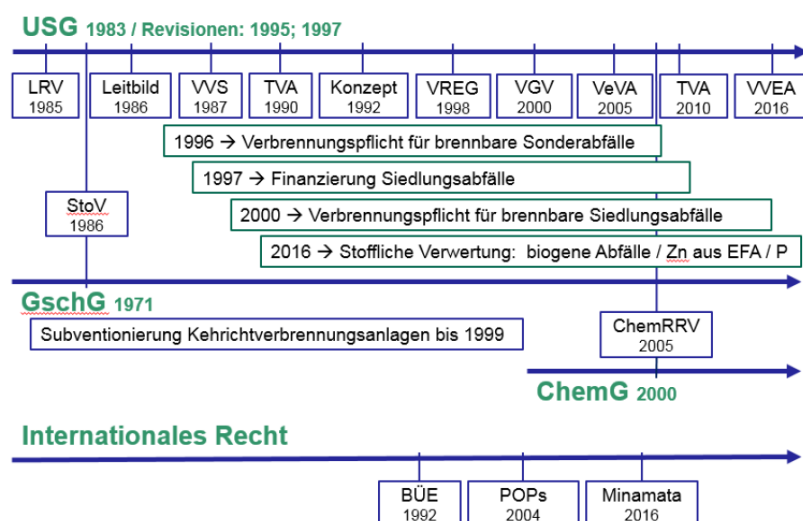 USG 1983 / Revisionen: 1995; 1997
LRV
1985
Leitbild
1986
VVS
1987
TVA
1990
Konzept
1992
VREG
1998
VGV
2000
VeVA
2005
TVA
2010
VVEA
2016
1996 → Verbrennungspflicht für brennbare Sonderabfälle
1997 → Finanzierung Siedlungsabfälle
StoV
1986
2000 → Verbrennungspflicht für brennbare Siedlungsabfälle
2016 → Stoffliche Verwertung: biogene Abfälle / Zn aus EFA / P
GschG 1971
Subventionierung Kehrichtverbrennungsanlagen bis 1999
ChemRRV
2005
ChemG 2000
Internationales Recht
BÜE
1992
POPs
2004
Minamata
2016